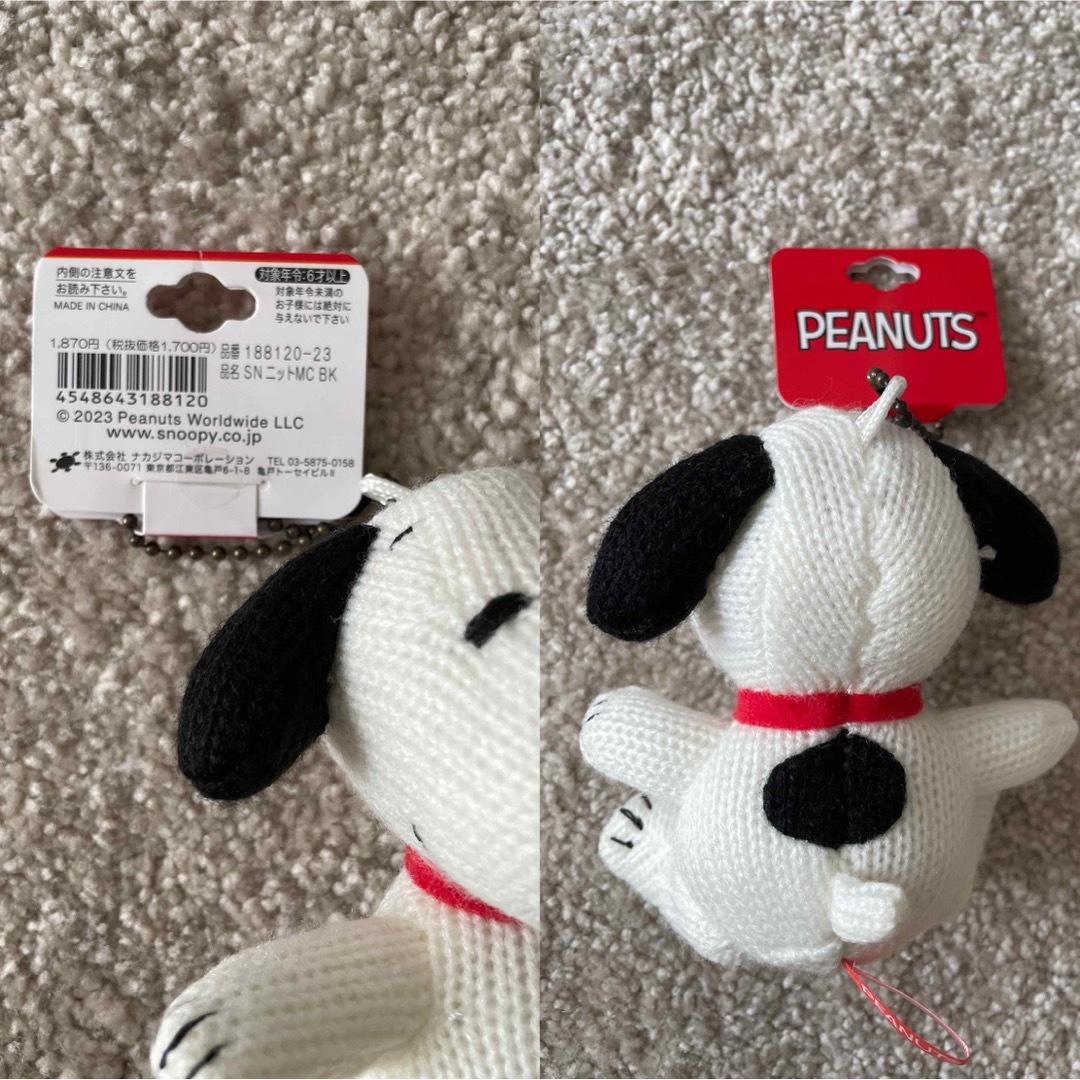 内側の注意文を
お読み下さい。
MADE IN CHINA
対象年令:6才以上
対象年令未満の
お子様には絶対に
与えないで下さい
1,870円(税抜価格1,700円)
品番 188120-23
品名 SNニットMC BK
4548643188120
© 2023 Peanuts Worldwide LLC
www.snoopy.co.jp
株式会社 ナカジマコーポレーション TEL 03-5875-0158
〒136-0071 東京都江東区亀戸6-1-8 亀戸トーセイビルⅡ
PEANUTS™
PEANUTS